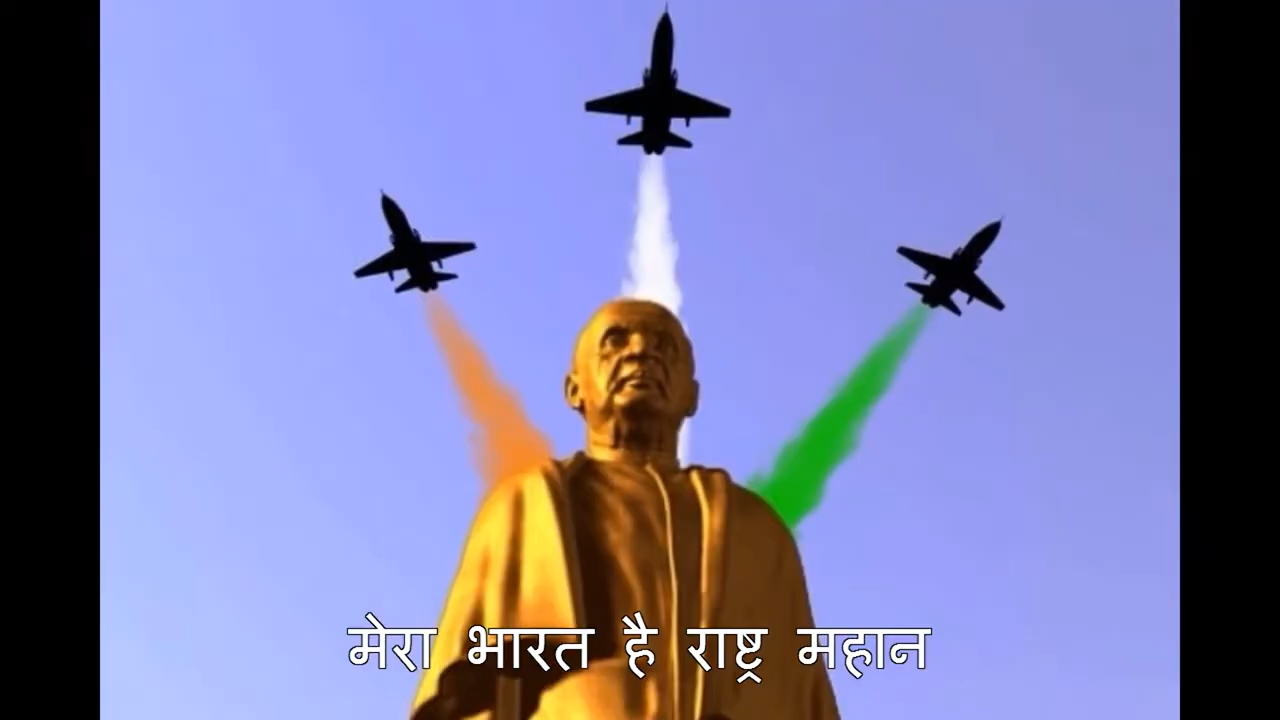 मेरा भारत है राष्ट्र महान